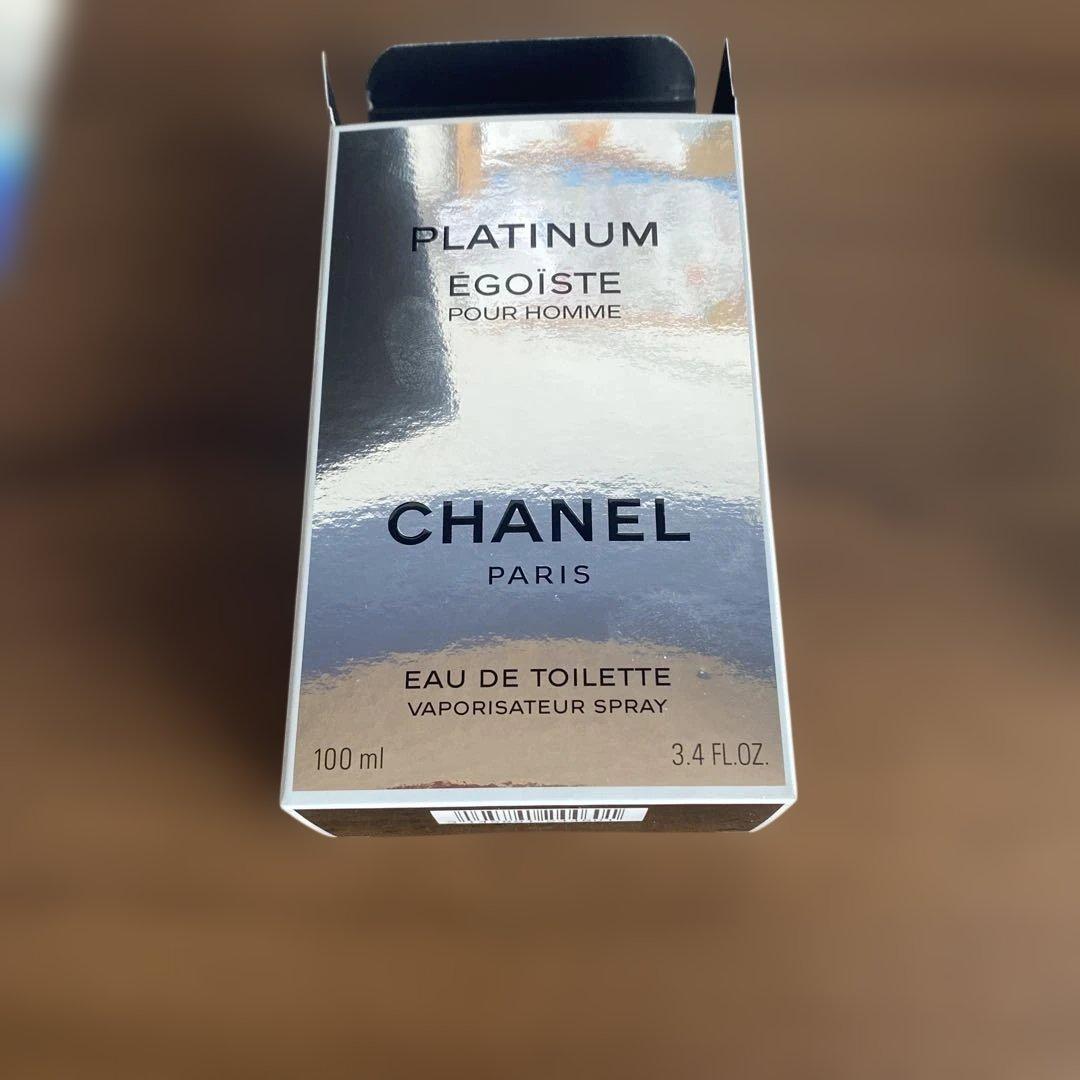 PLATINUM
ÉGOÏSTE
POUR HOMME
CHANEL
PARIS
EAU DE TOILETTE
VAPORISATEUR SPRAY
100 ml
3.4 FL.OZ.